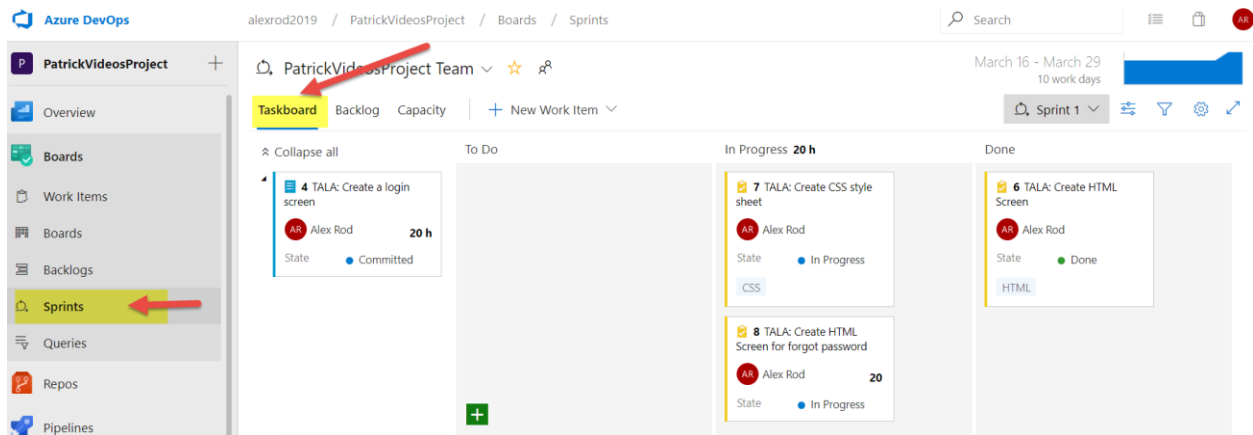 Azure DevOps
alexrod2019 / PatrickVideosProject / Boards / Sprints
Search
AR
P PatrickVideosProject
PatrickVideosProject Team
March 16 - March 29
10 work days
Overview
Taskboard Backlog Capacity New Work Item
Sprint 1
Boards
Work Items
Boards
Backlogs
Sprints
Queries
Repos
Pipelines
Collapse all
To Do
In Progress 20 h
Done
4 TALA: Create a login
screen
AR Alex Rod
20 h
State Committed
7 TALA: Create CSS style
sheet
AR Alex Rod
State In Progress
CSS
8 TALA: Create HTML
Screen for forgot password
AR Alex Rod
20
State In Progress
6 TALA: Create HTML
Screen
AR Alex Rod
State Done
HTML